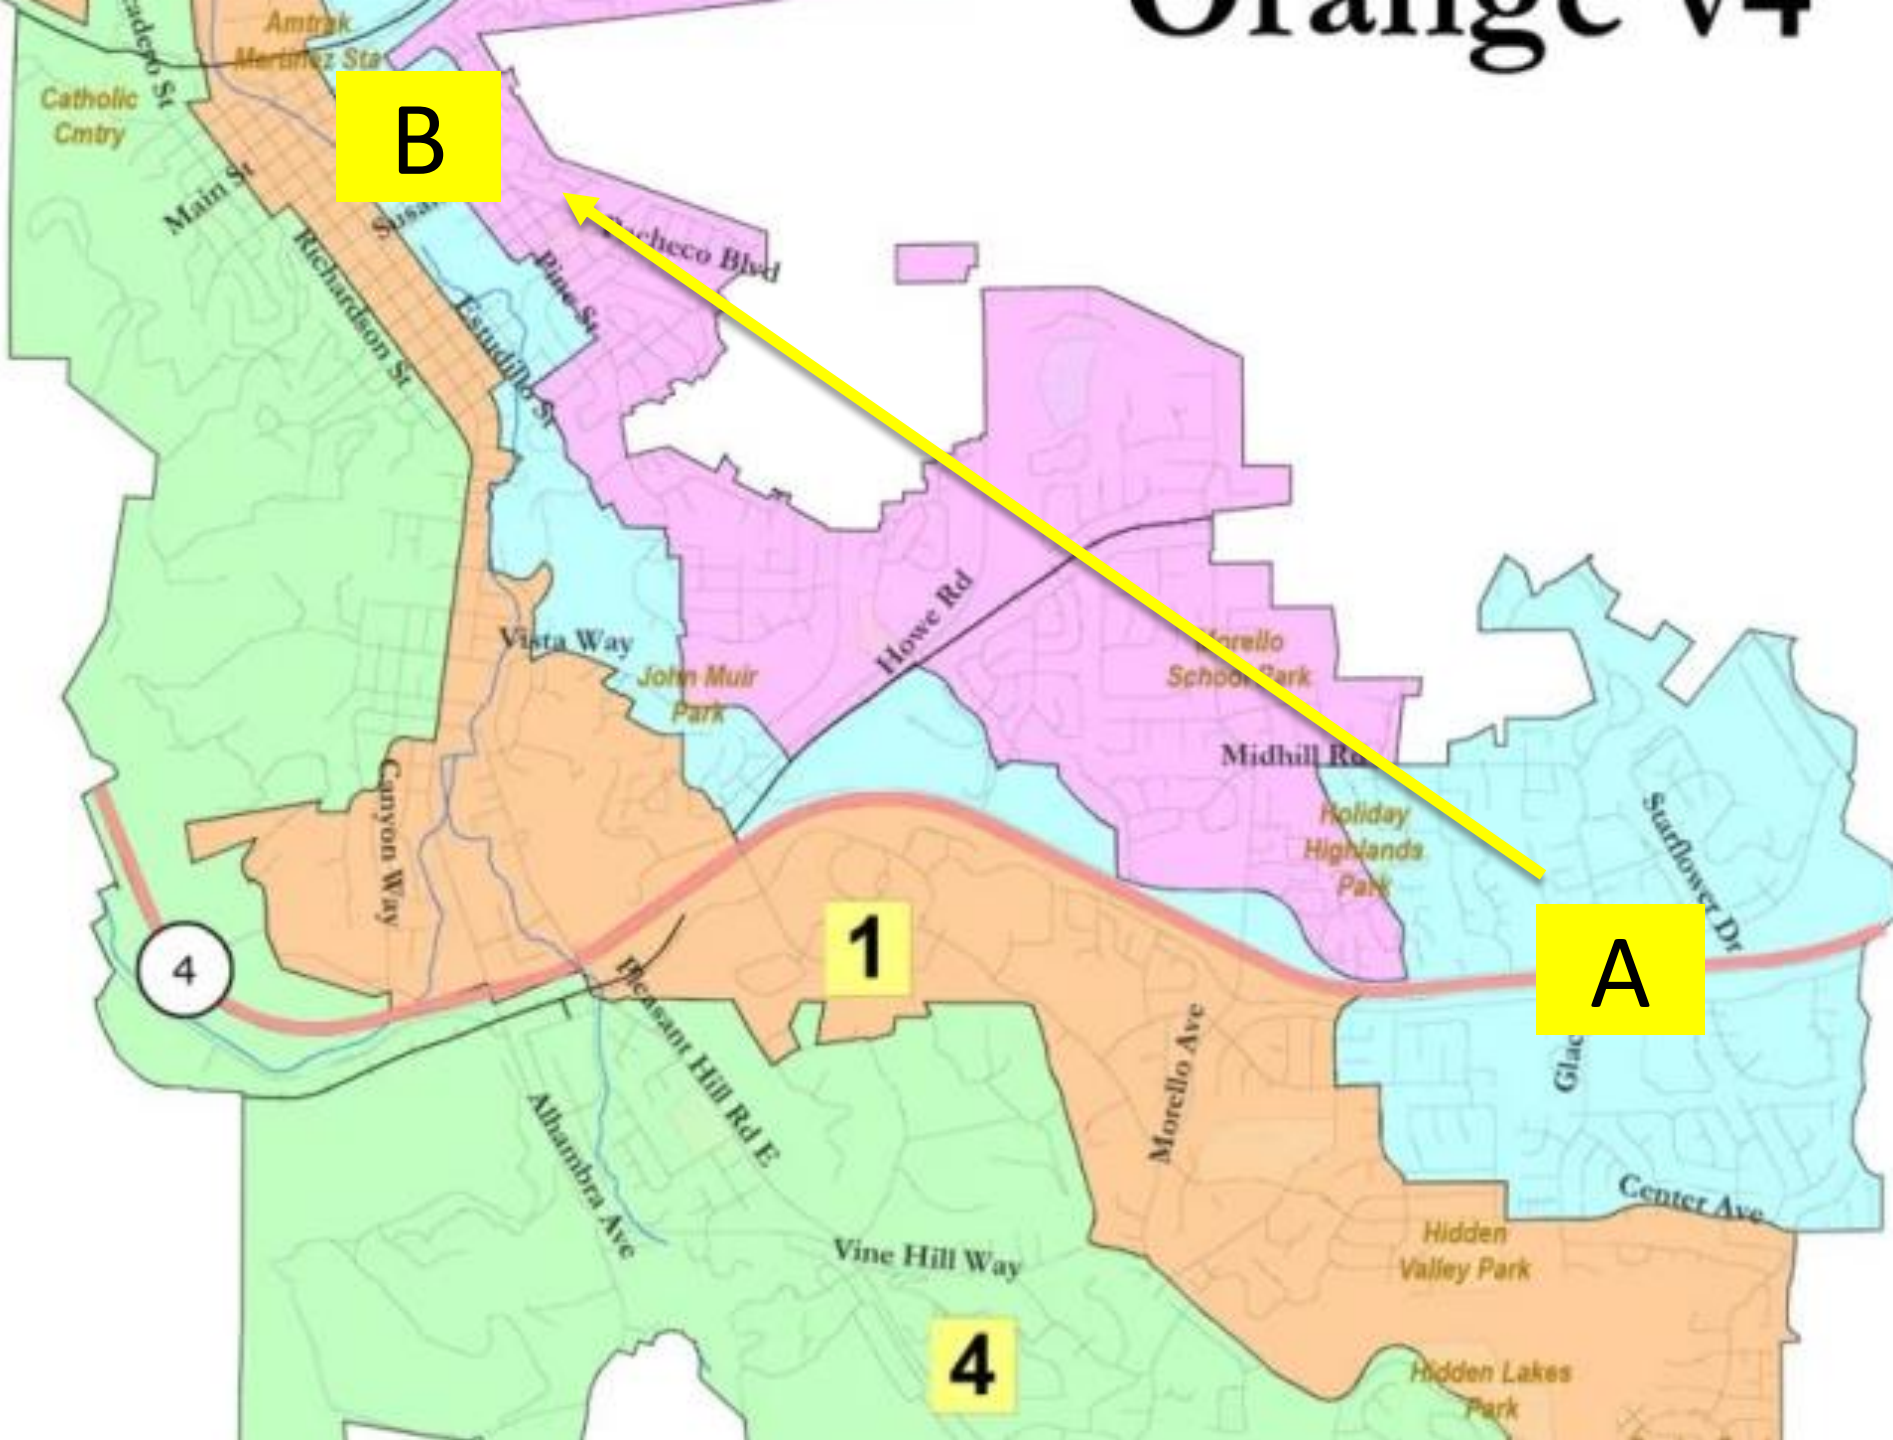 Orange v4
Amtrak
Martinez Sta
Catholic
Cmtry
B
Main St
Pacheco Blvd
Pine St
Richardson St
Estudillo St
Howe Rd
Vista Way
John Muir
Park
Morello
School Park
Midhill Rd
Holiday
Highlands
Park
Starflower Dr
Canyon Way
4
1
A
Pleasant Hill Rd E
Morello Ave
Glac
Alhambra Ave
Center Ave
Vine Hill Way
Hidden
Valley Park
4
Hidden Lakes
Park